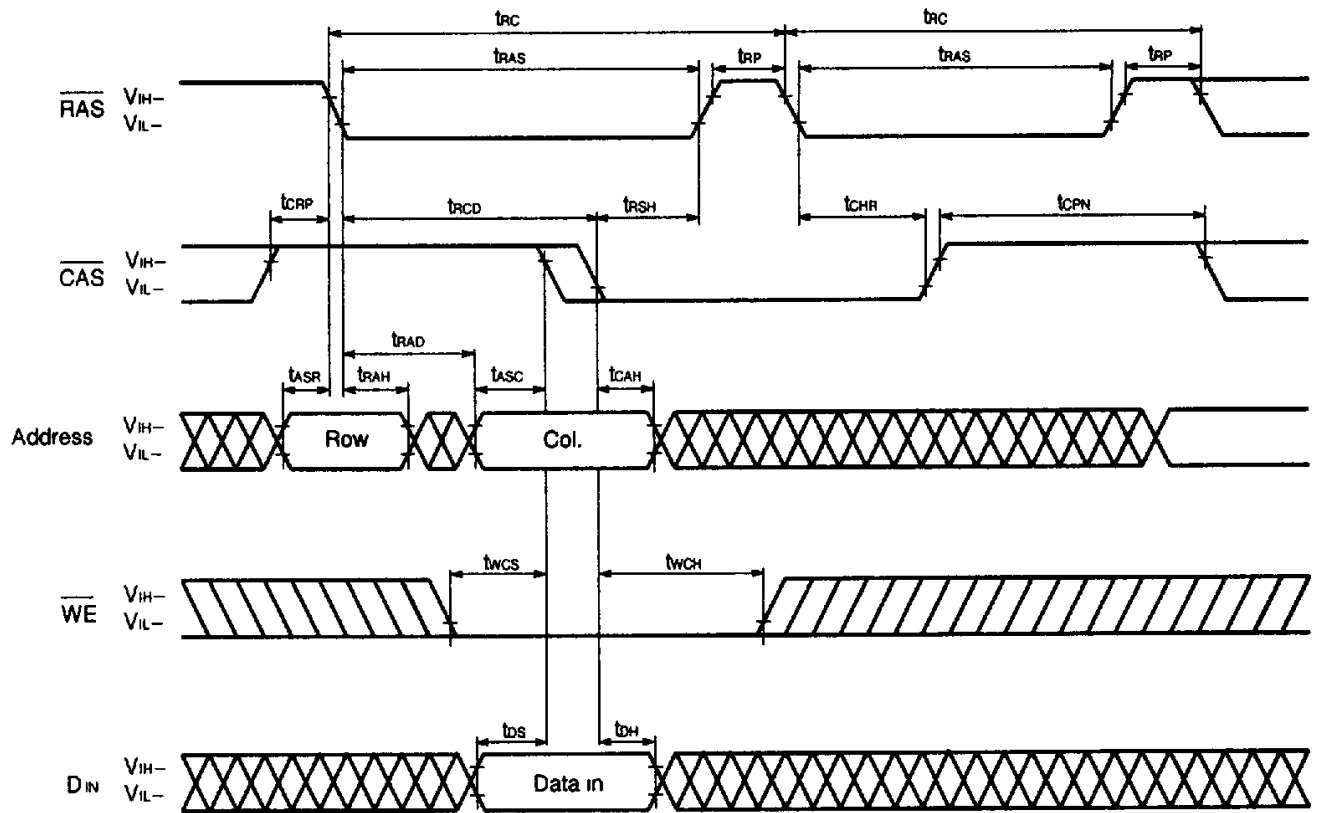 tRC tRC
tRAS tRP tRAS tRP
RAS VIH–
VIL–
tCRP tRCD tRSH tCHR tCPN
CAS VIH–
VIL–
tRAD
tASR tRAH tASC tCAH
Address VIH–
VIL–
Row Col.
tWCS tWCH
WE VIH–
VIL–
tDS tDH
DIN VIH–
VIL–
Data in